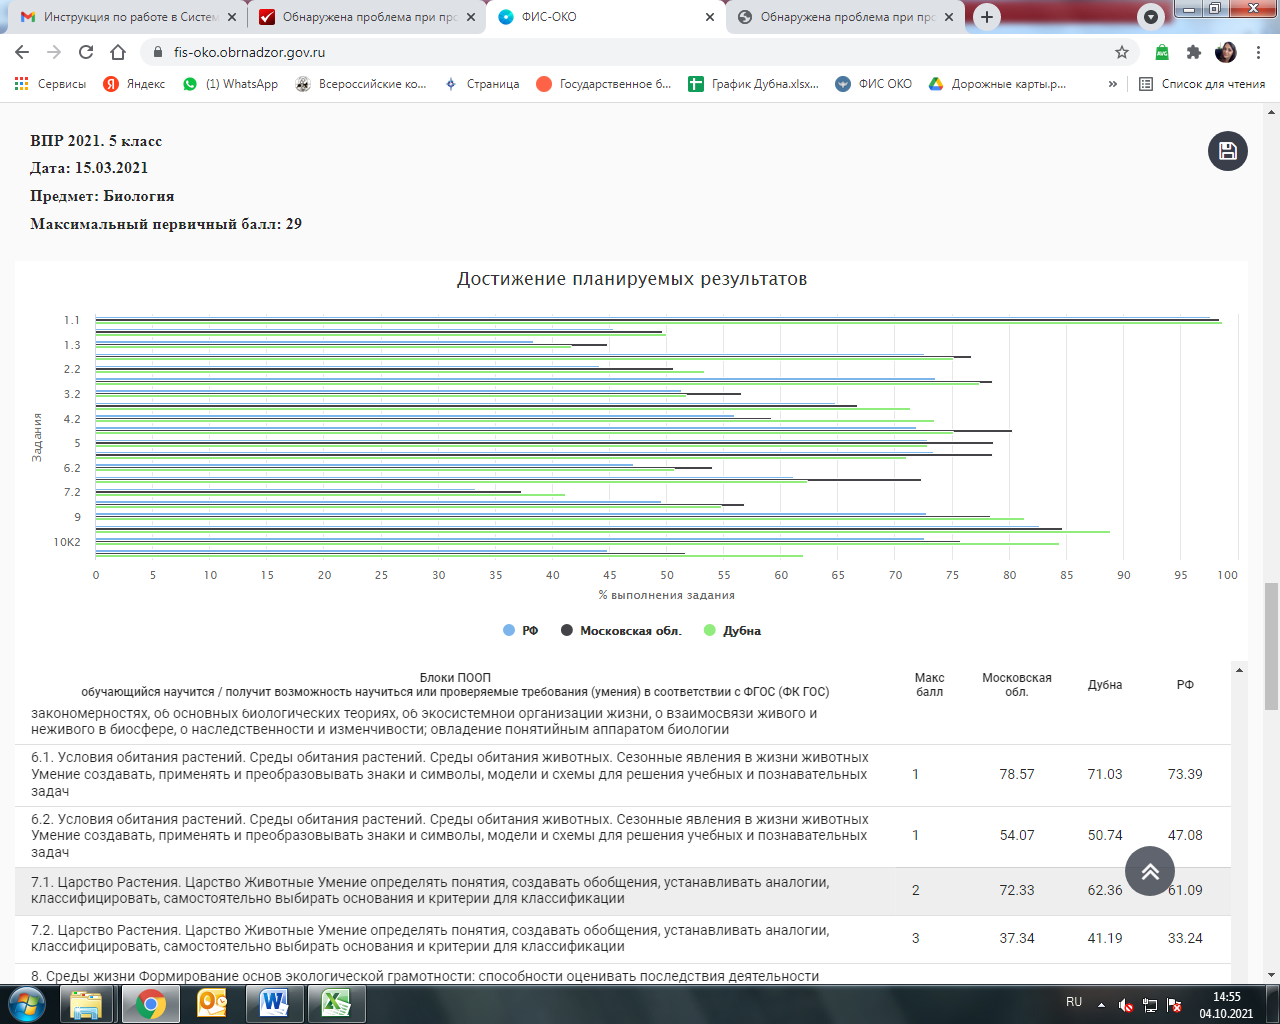 Инструкция по работе в Систем
Обнаружена проблема при про
ФИС-ОКО
Обнаружена проблема при про
fis-oko.obrnadzor.gov.ru
Сервисы
Яндекс
(1) WhatsApp
Всероссийские ко...
Страница
Государственное б...
График Дубна.xlsx...
ФИС ОКО
Дорожные карты.р...
»
Список для чтения
ВПР 2021. 5 класс
Дата: 15.03.2021
Предмет: Биология
Максимальный первичный балл: 29
Достижение планируемых результатов
Задания
1.1
1.3
2.2
3.2
4.2
5
6.2
7.2
9
10К2
0 5 10 15 20 25 30 35 40 45 50 55 60 65 70 75 80 85 90 95 100
% выполнения задания
РФ Московская обл. Дубна
Блоки ПООП
обучающийся научится / получит возможность научиться или проверяемые требования (умения) в соответствии с ФГОС (ФК ГОС)
Макс балл
Московская обл.
Дубна
РФ
закономерностях, об основных биологических теориях, об экосистемной организации жизни, о взаимосвязи живого и
неживого в биосфере, о наследственности и изменчивости; овладение понятийным аппаратом биологии
6.1. Условия обитания растений. Среды обитания растений. Среды обитания животных. Сезонные явления в жизни животных
Умение создавать, применять и преобразовывать знаки и символы, модели и схемы для решения учебных и познавательных
задач
1 78.57 71.03 73.39
6.2. Условия обитания растений. Среды обитания растений. Среды обитания животных. Сезонные явления в жизни животных
Умение создавать, применять и преобразовывать знаки и символы, модели и схемы для решения учебных и познавательных
задач
1 54.07 50.74 47.08
7.1. Царство Растения. Царство Животные Умение определять понятия, создавать обобщения, устанавливать аналогии,
классифицировать, самостоятельно выбирать основания и критерии для классификации
2 72.33 62.36 61.09
7.2. Царство Растения. Царство Животные Умение определять понятия, создавать обобщения, устанавливать аналогии,
классифицировать, самостоятельно выбирать основания и критерии для классификации
3 37.34 41.19 33.24
8. Среды жизни Формирование основ экологической грамотности: способности оценивать последствия деятельности
RU
14:55
04.10.2021